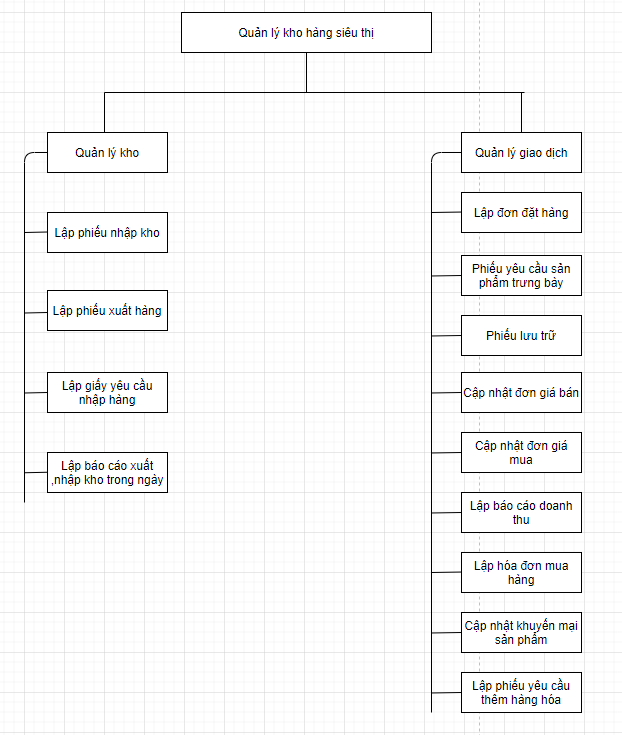 Quản lý kho hàng siêu thị
Quản lý kho
Lập phiếu nhập kho
Lập phiếu xuất hàng
Lập giấy yêu cầu
nhập hàng
Lập báo cáo xuất
,nhập kho trong ngày
Quản lý giao dịch
Lập đơn đặt hàng
Phiếu yêu cầu sản
phẩm trưng bày
Phiếu lưu trữ
Cập nhật đơn giá bán
Cập nhật đơn giá
mua
Lập báo cáo doanh
thu
Lập hóa đơn mua
hàng
Cập nhật khuyến mại
sản phẩm
Lập phiếu yêu cầu
thêm hàng hóa